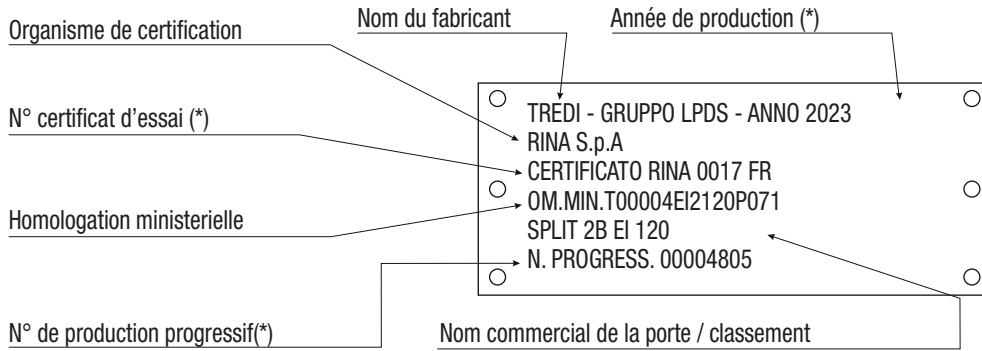 Nom du fabricant
Année de production (*)
Organisme de certification
N° certificat d'essai (*)
Homologation ministerielle
N° de production progressif(*)
Nom commercial de la porte / classement
TREDI - GRUPPO LPDS - ANNO 2023
RINA S.p.A
CERTIFICATO RINA 0017 FR
OM.MIN.T00004EI2120P071
SPLIT 2B EI 120
N. PROGRESS. 00004805